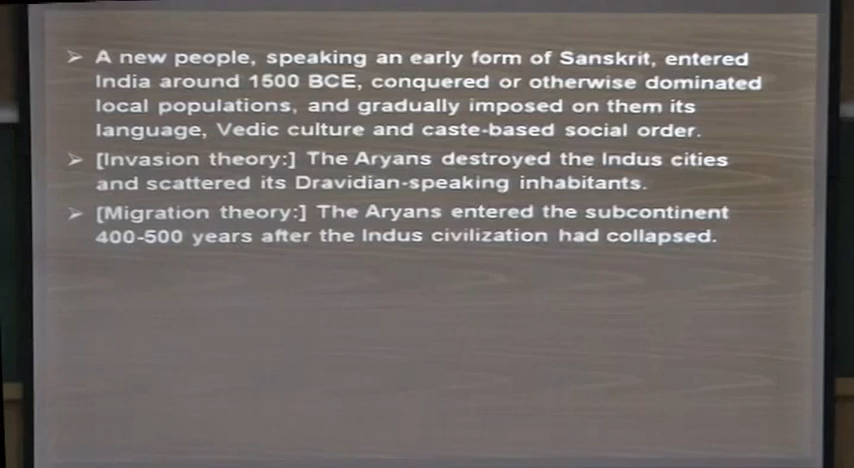 ➢ A new people, speaking an early form of Sanskrit, entered
India around 1500 BCE, conquered or otherwise dominated
local populations, and gradually imposed on them its
language, Vedic culture and caste-based social order.
➢ [Invasion theory:] The Aryans destroyed the Indus cities
and scattered its Dravidian-speaking inhabitants.
➢ [Migration theory:] The Aryans entered the subcontinent
400-500 years after the Indus civilization had collapsed.